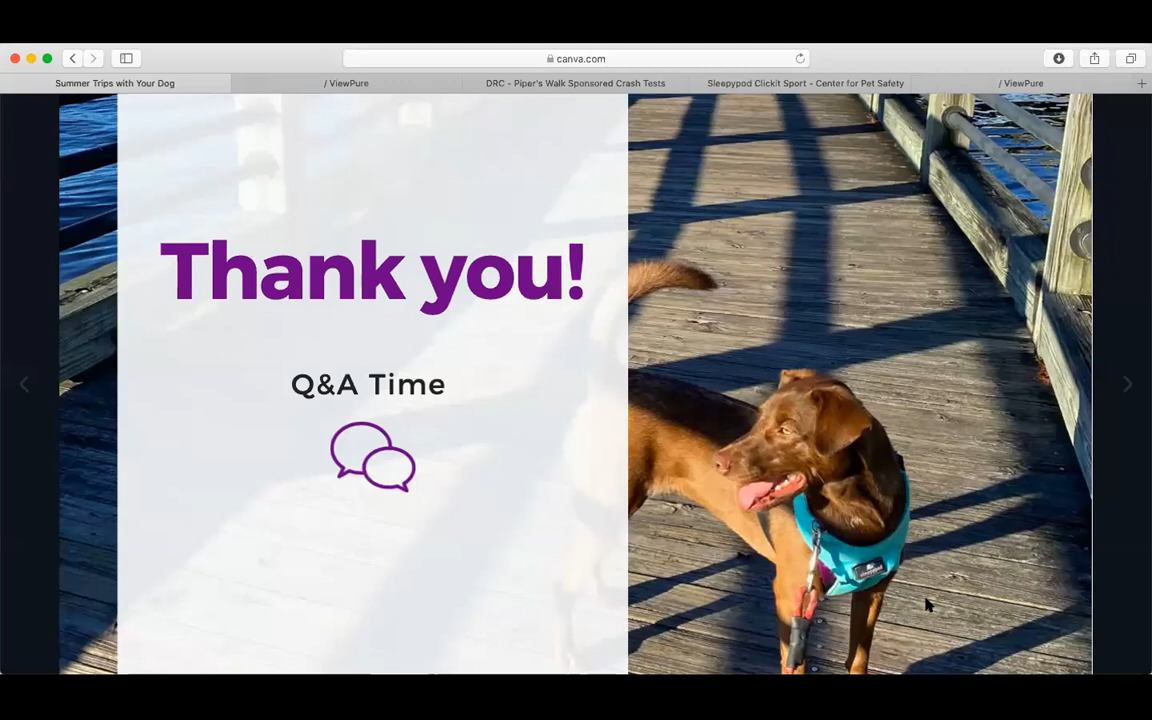 canva.com
Summer Trips with Your Dog
/ ViewPure
DRC - Piper's Walk Sponsored Crash Tests
Sleepypod Clickit Sport - Center for Pet Safety
/ ViewPure
Thank you!
Q&A Time